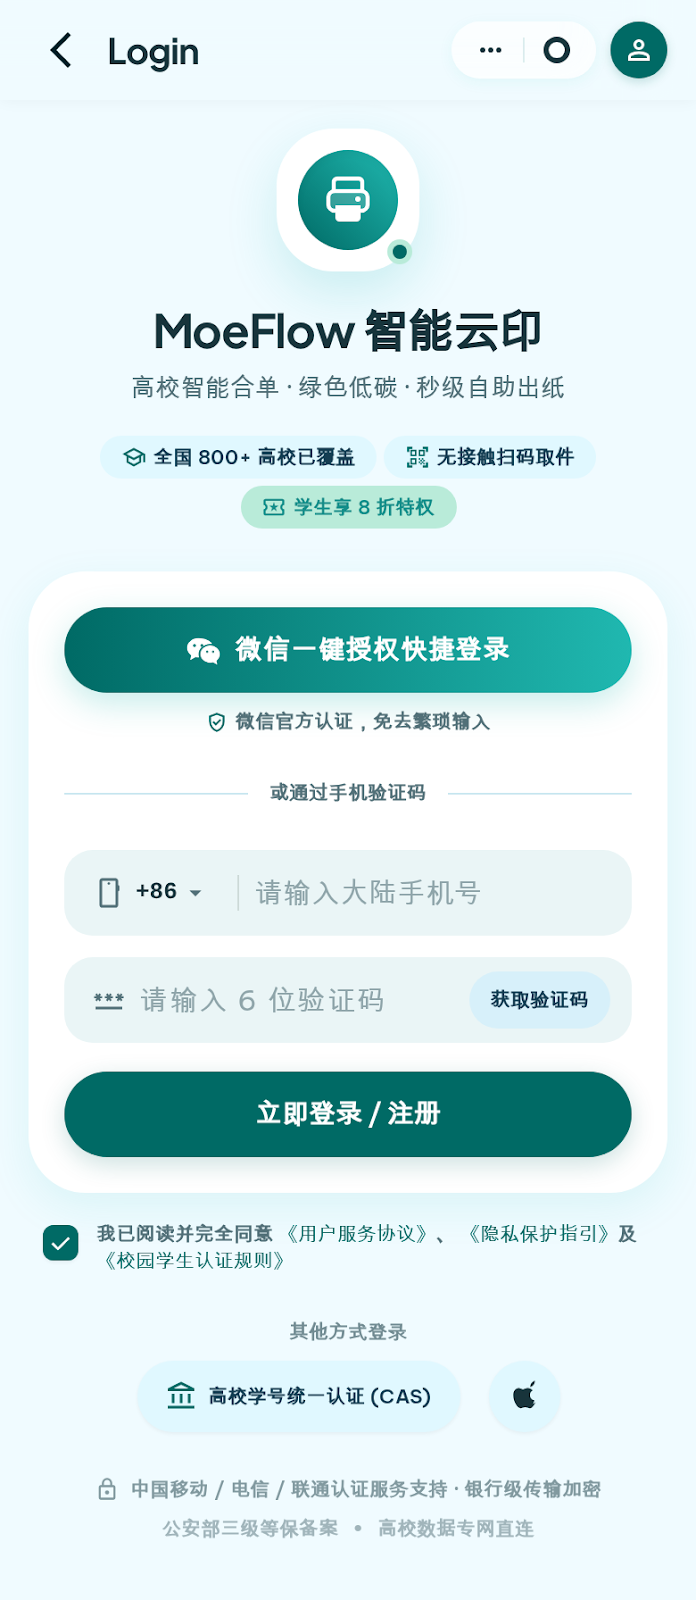 Login
MoeFlow 智能云印
高校智能合单 · 绿色低碳 · 秒级自助出纸
全国 800+ 高校已覆盖
无接触扫码取件
学生享 8 折特权
微信一键授权快捷登录
微信官方认证，免去繁琐输入
或通过手机验证码
+86
请输入大陆手机号
***
请输入 6 位验证码
获取验证码
立即登录 / 注册
我已阅读并完全同意 《用户服务协议》、 《隐私保护指引》及
《校园学生认证规则》
其他方式登录
高校学号统一认证 (CAS)
中国移动 / 电信 / 联通认证服务支持 · 银行级传输加密
公安部三级等保备案 • 高校数据专网直连